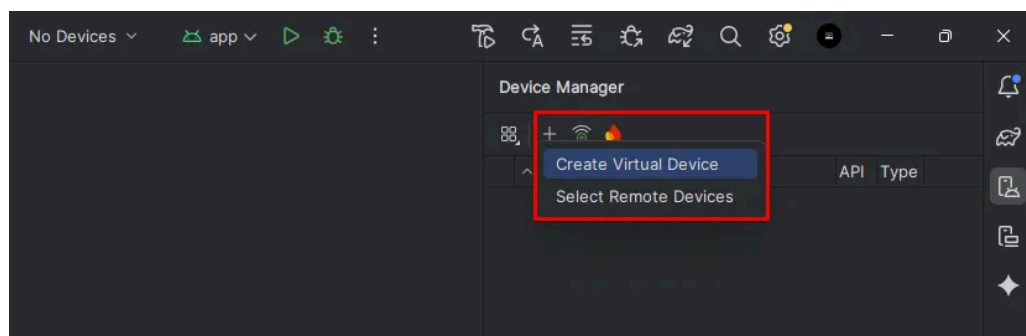 No Devices app
Device Manager
Create Virtual Device
API Type
Select Remote Devices